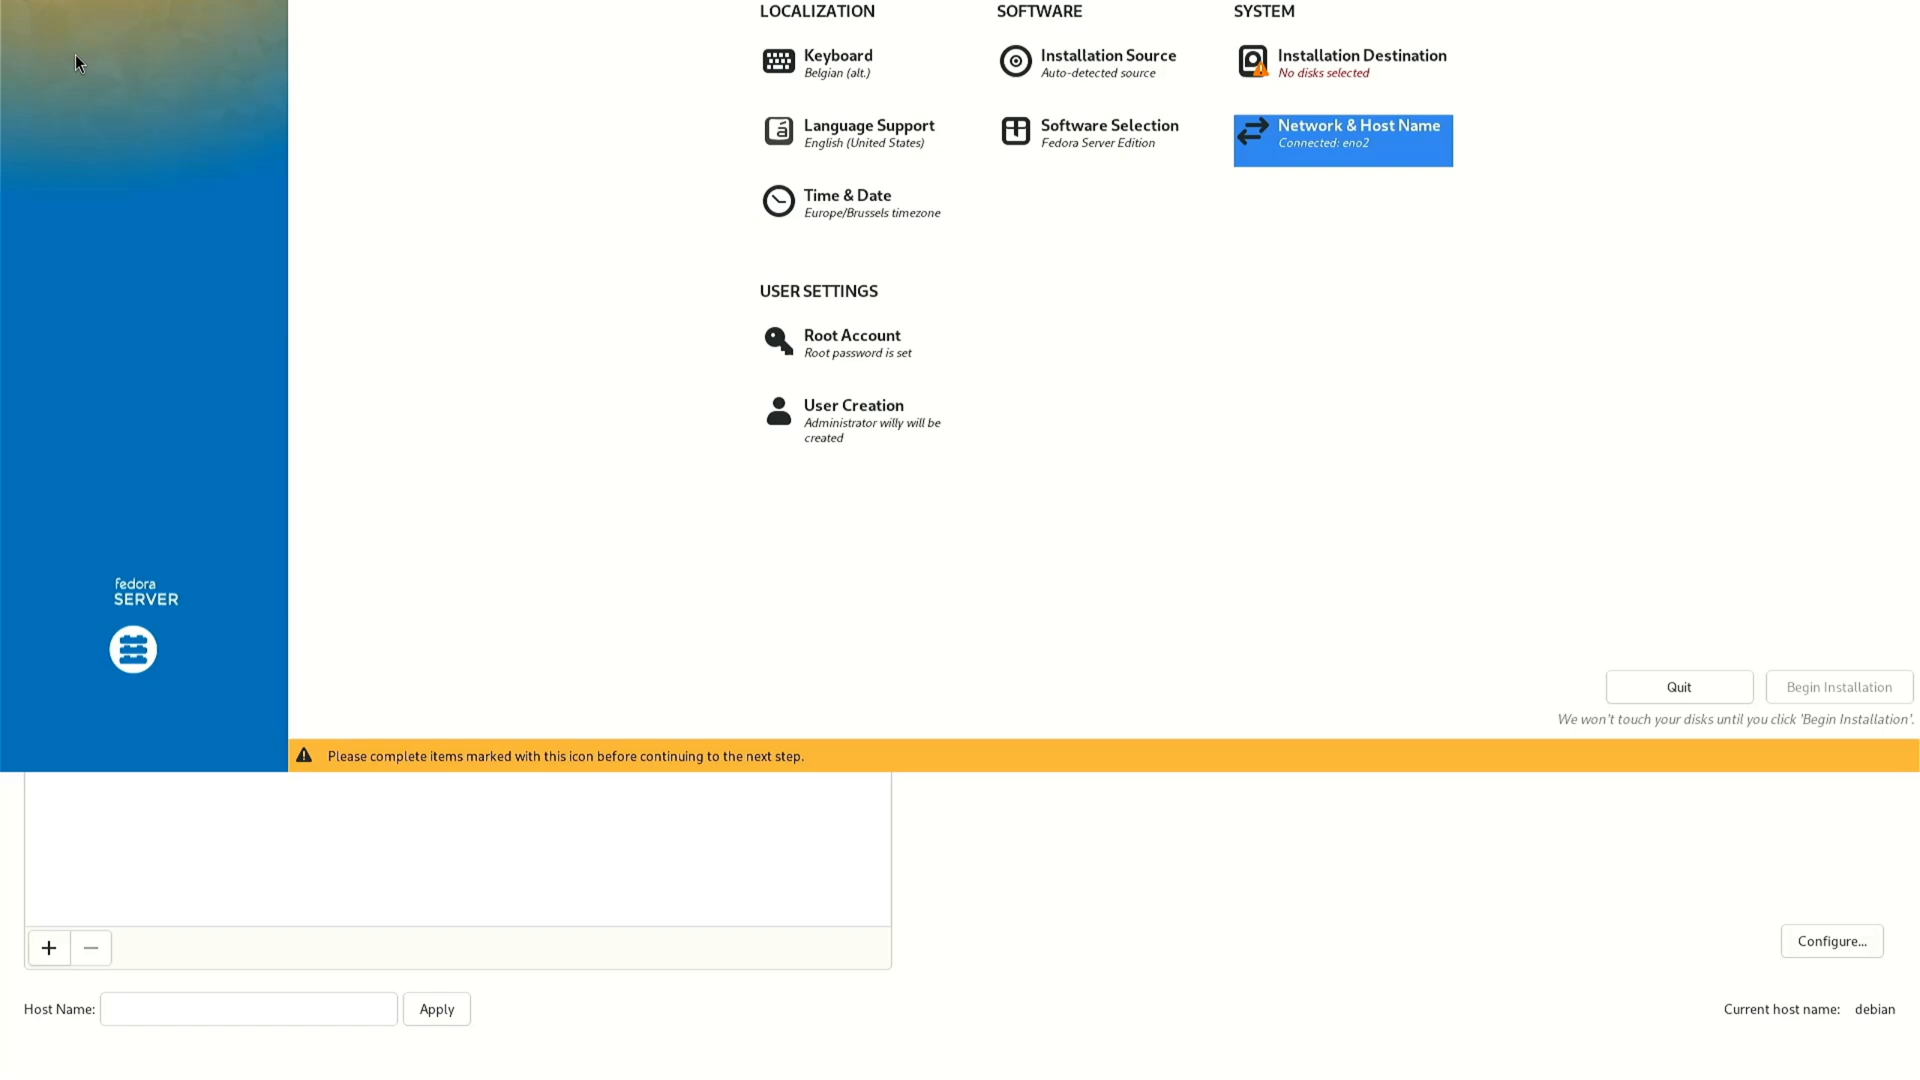 LOCALIZATION
Keyboard
Belgian (alt.)
Language Support
English (United States)
Time & Date
Europe/Brussels timezone
SOFTWARE
Installation Source
Auto-detected source
Software Selection
Fedora Server Edition
SYSTEM
Installation Destination
No disks selected
Network & Host Name
Connected: eno2
USER SETTINGS
Root Account
Root password is set
User Creation
Administrator willy will be
created
fedora
SERVER
Quit
Begin Installation
We won't touch your disks until you click 'Begin Installation'.
Please complete items marked with this icon before continuing to the next step.
+
−
Configure...
Host Name:
Apply
Current host name: debian